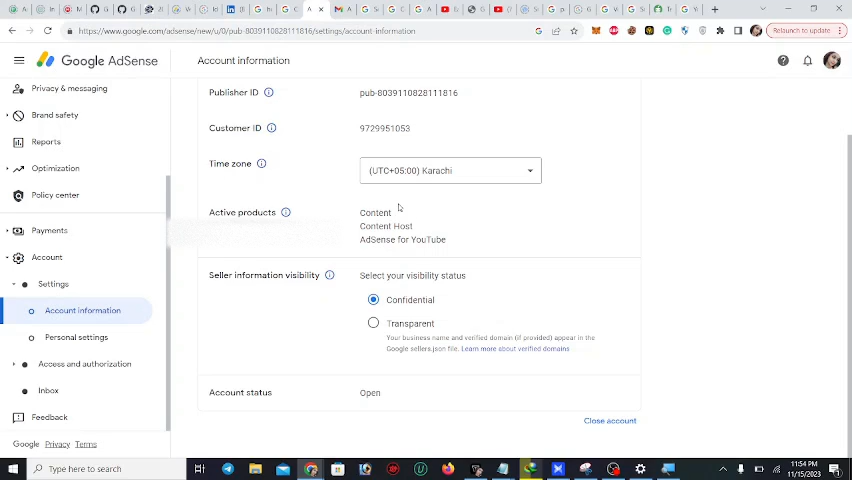 https://www.google.com/adsense/new/u/0/pub-8039110828111816/settings/account-information
Relaunch to update
Google AdSense
Account information
Privacy & messaging
Brand safety
Reports
Optimization
Policy center
Payments
Account
Settings
Account information
Personal settings
Access and authorization
Inbox
Feedback
Google Privacy Terms
Publisher ID
pub-8039110828111816
Customer ID
9729951053
Time zone
(UTC+05:00) Karachi
Active products
Content
Content Host
AdSense for YouTube
Seller information visibility
Select your visibility status
Confidential
Transparent
Your business name and verified domain (if provided) appear in the
Google sellers.json file. Learn more about verified domains
Account status
Open
Close account
Type here to search
11:54 PM
11/15/2023